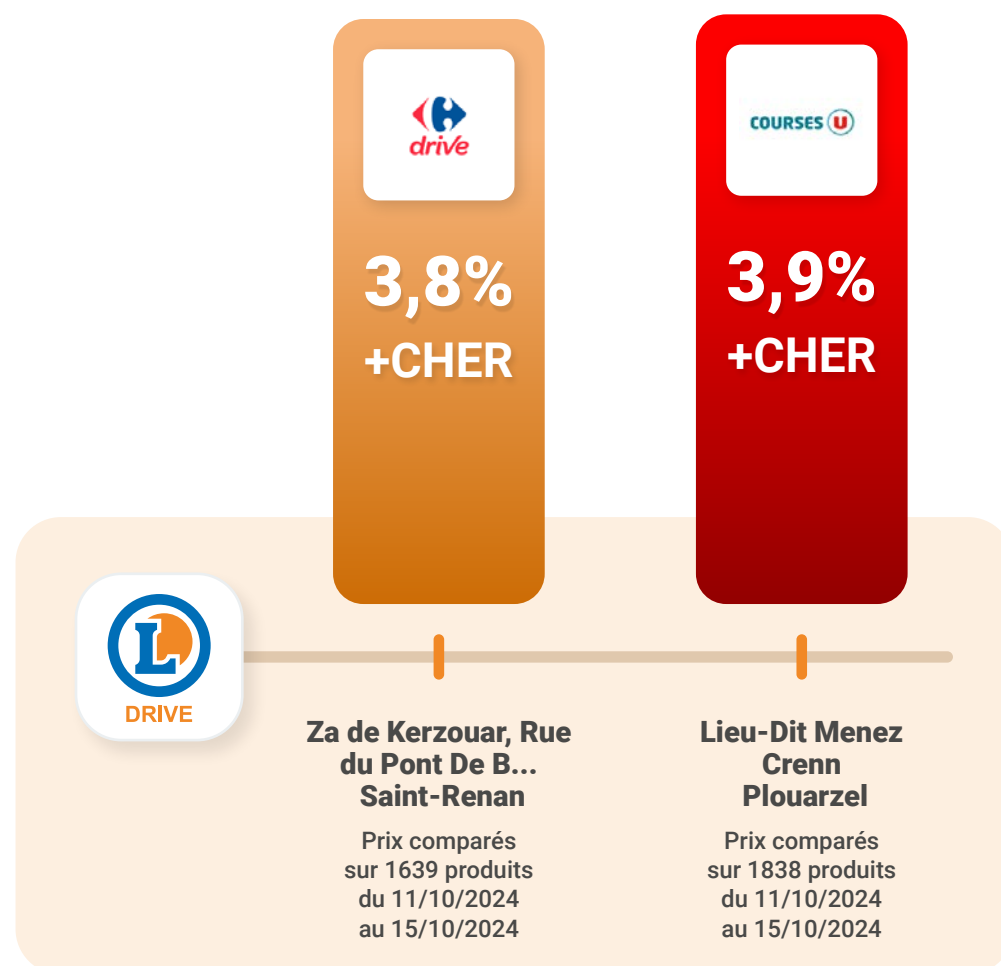 drive
COURSES U
3,8%
+CHER
3,9%
+CHER
L
DRIVE
Za de Kerzouar, Rue
du Pont De B...
Saint-Renan
Prix comparés
sur 1639 produits
du 11/10/2024
au 15/10/2024
Lieu-Dit Menez
Crenn
Plouarzel
Prix comparés
sur 1838 produits
du 11/10/2024
au 15/10/2024